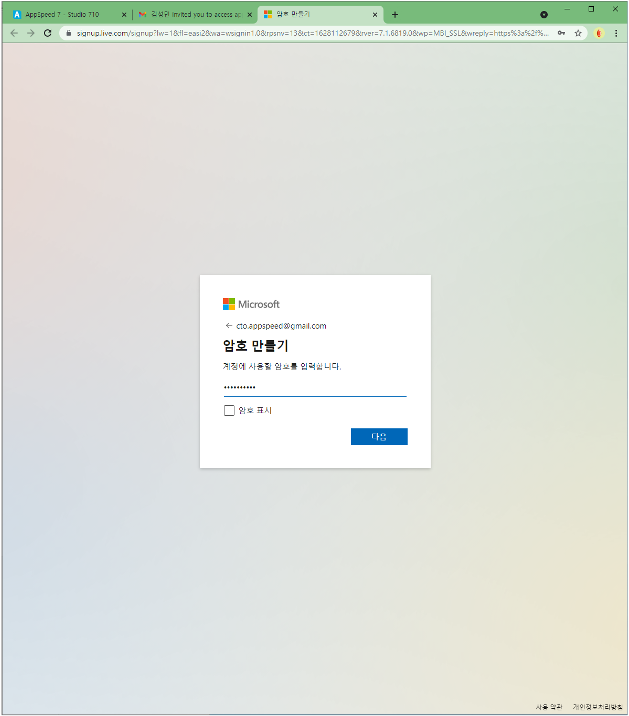 AppSpeed 7 - Studio 710
invited you to access ap
암호 만들기
signup.live.com/signup?lw=1&fl=easi2&wa=wsignin1.0&rpsnv=13&ct=1628112679&rver=7.1.6819.0&wp=MBI_SSL&wreply=https%3a%2f%...
Microsoft
cto.appspeed@gmail.com
암호 만들기
계정에 사용할 암호를 입력합니다.
••••••••••
암호 표시
다음
사용 약관 개인정보처리방침